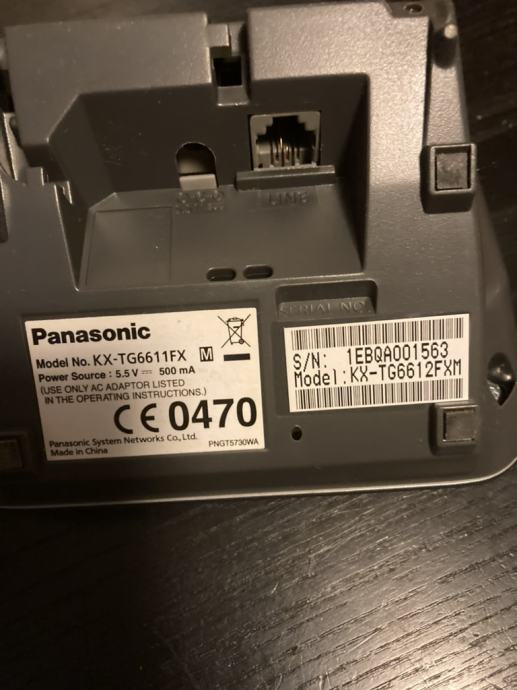 LINE
SERIAL NO.
Panasonic
Model No. KX-TG6611FX M
Power Source : 5.5 V ⎓ 500 mA
(USE ONLY AC ADAPTOR LISTED
IN THE OPERATING INSTRUCTIONS.)
CE 0470
Panasonic System Networks Co., Ltd.
Made in China PNGT5730WA
S/N: 1EBQA001563
Model:KX-TG6612FXM